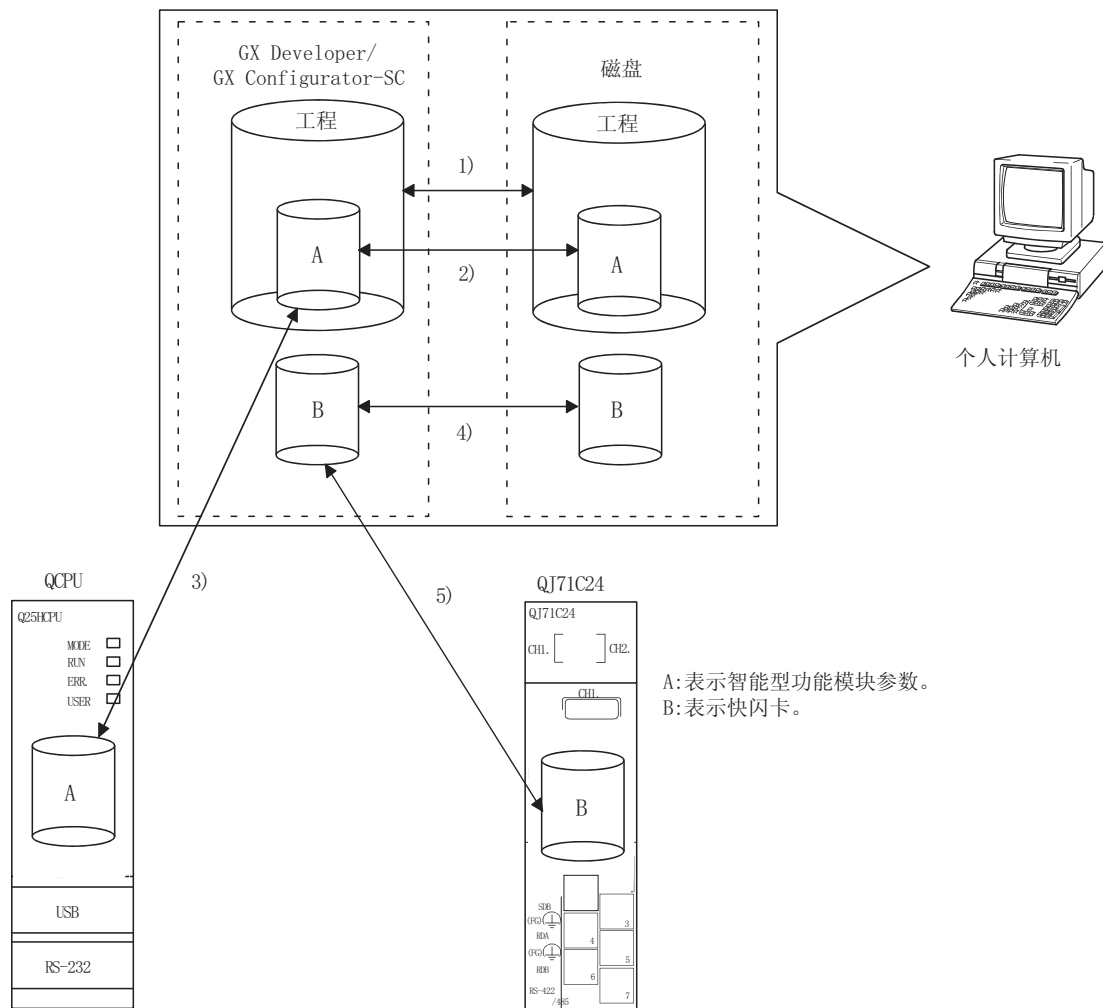 GX Developer/
GX Configurator-SC
磁盘
工程
工程
1)
A
2)
A
B
4)
B
个人计算机
3)
5)
QCPU
Q25HCPU
MODE
RUN
ERR.
USER
A
USB
RS-232
QJ71C24
QJ71C24
CH1.
CH2.
CH1.
B
SDB
(FG)
RDA
(FG)
RDB
RS-422
/485
3
4
5
6
7
A:表示智能型功能模块参数。
B:表示快闪卡。